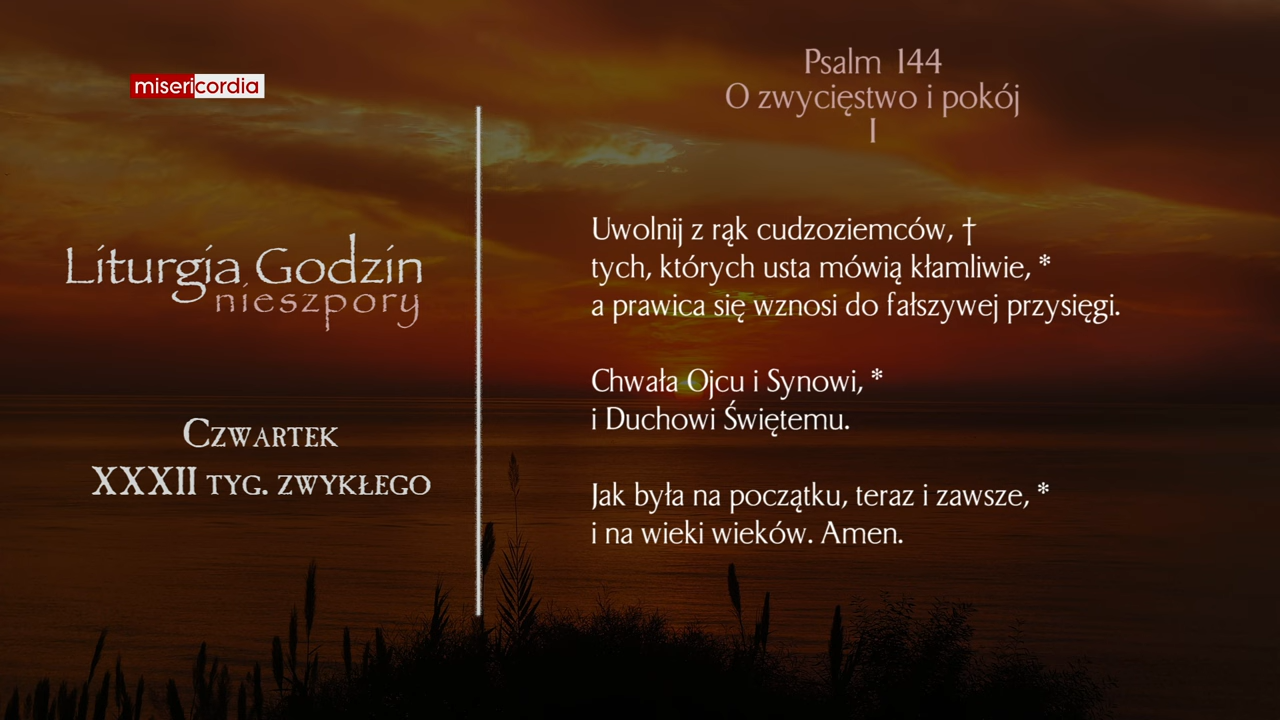 misericordia
Liturgia Godzin
nieszpory
Czwartek
XXXII tyg. zwykłego
Psalm 144
O zwycięstwo i pokój
I
Uwolnij z rąk cudzoziemców, †
tych, których usta mówią kłamliwie, *
a prawica się wznosi do fałszywej przysięgi.
Chwała Ojcu i Synowi, *
i Duchowi Świętemu.
Jak była na początku, teraz i zawsze, *
i na wieki wieków. Amen.